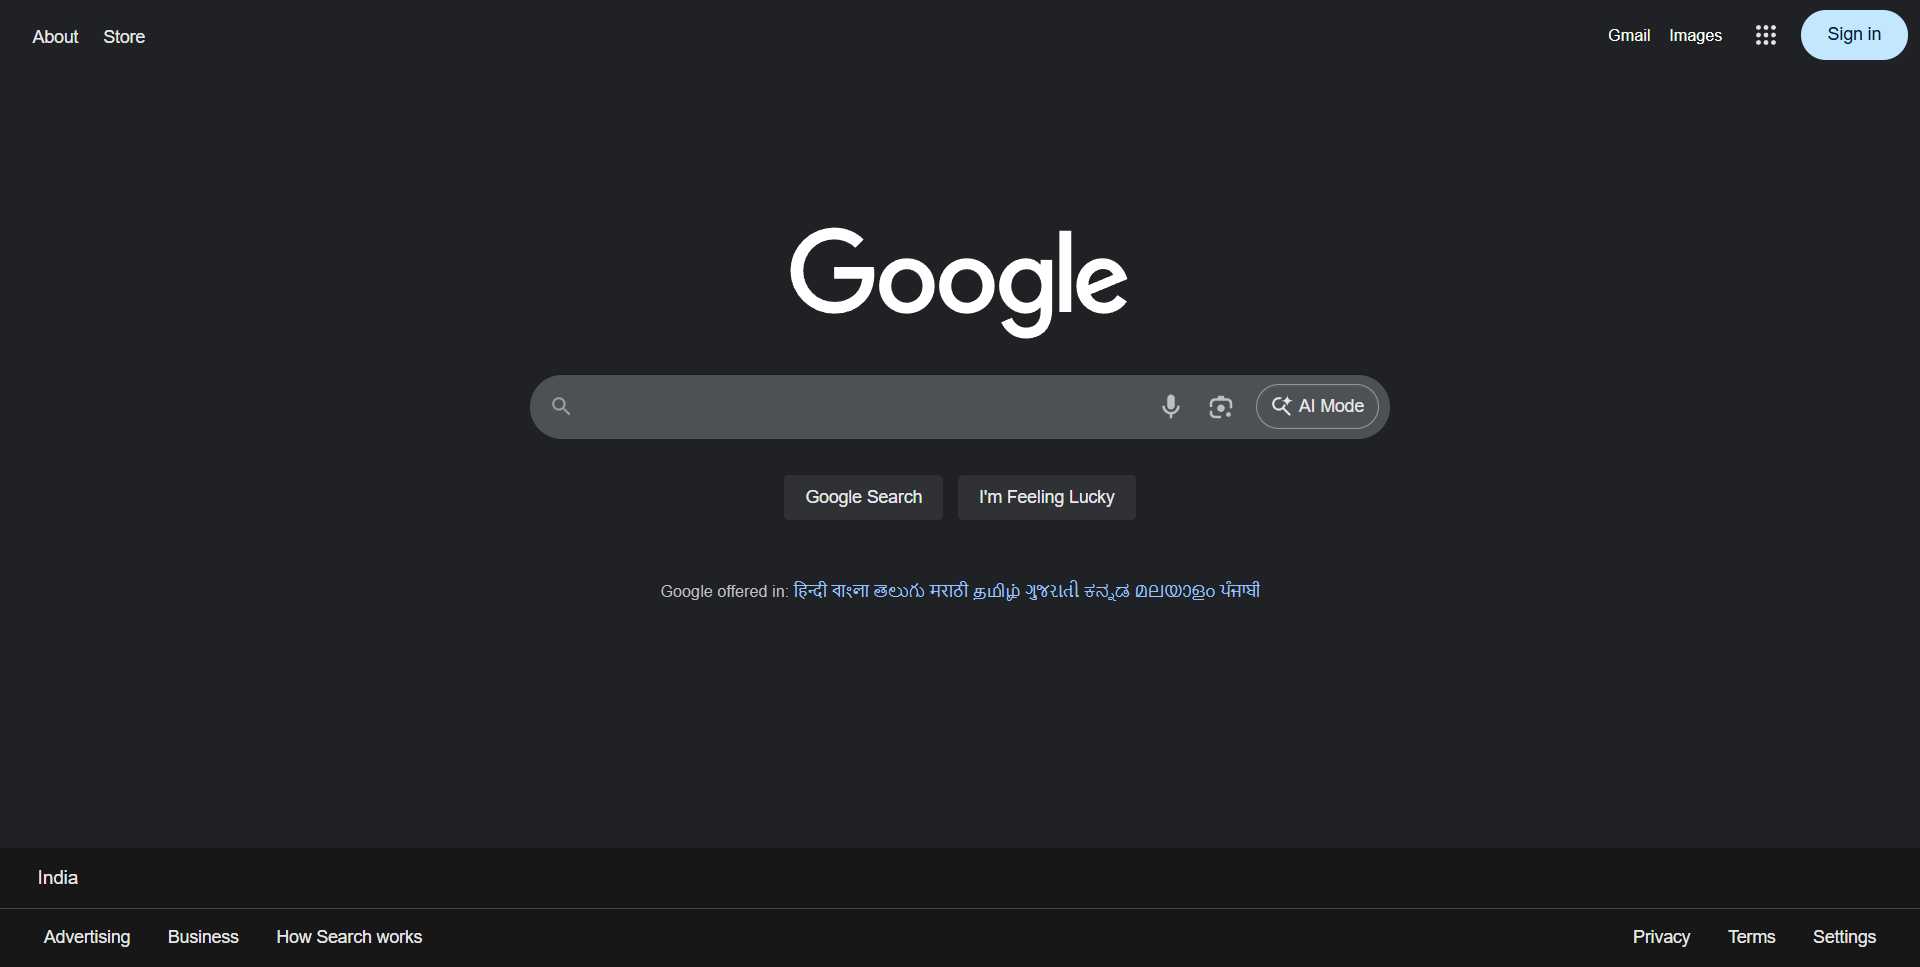 About Store
Gmail Images Sign in
Google
AI Mode
Google Search I'm Feeling Lucky
Google offered in: हिन्दी বাংলা తెలుగు मराठी தமிழ் ગુજરાતી ಕನ್ನಡ മലയാളം ਪੰਜਾਬੀ
India
Advertising Business How Search works
Privacy Terms Settings